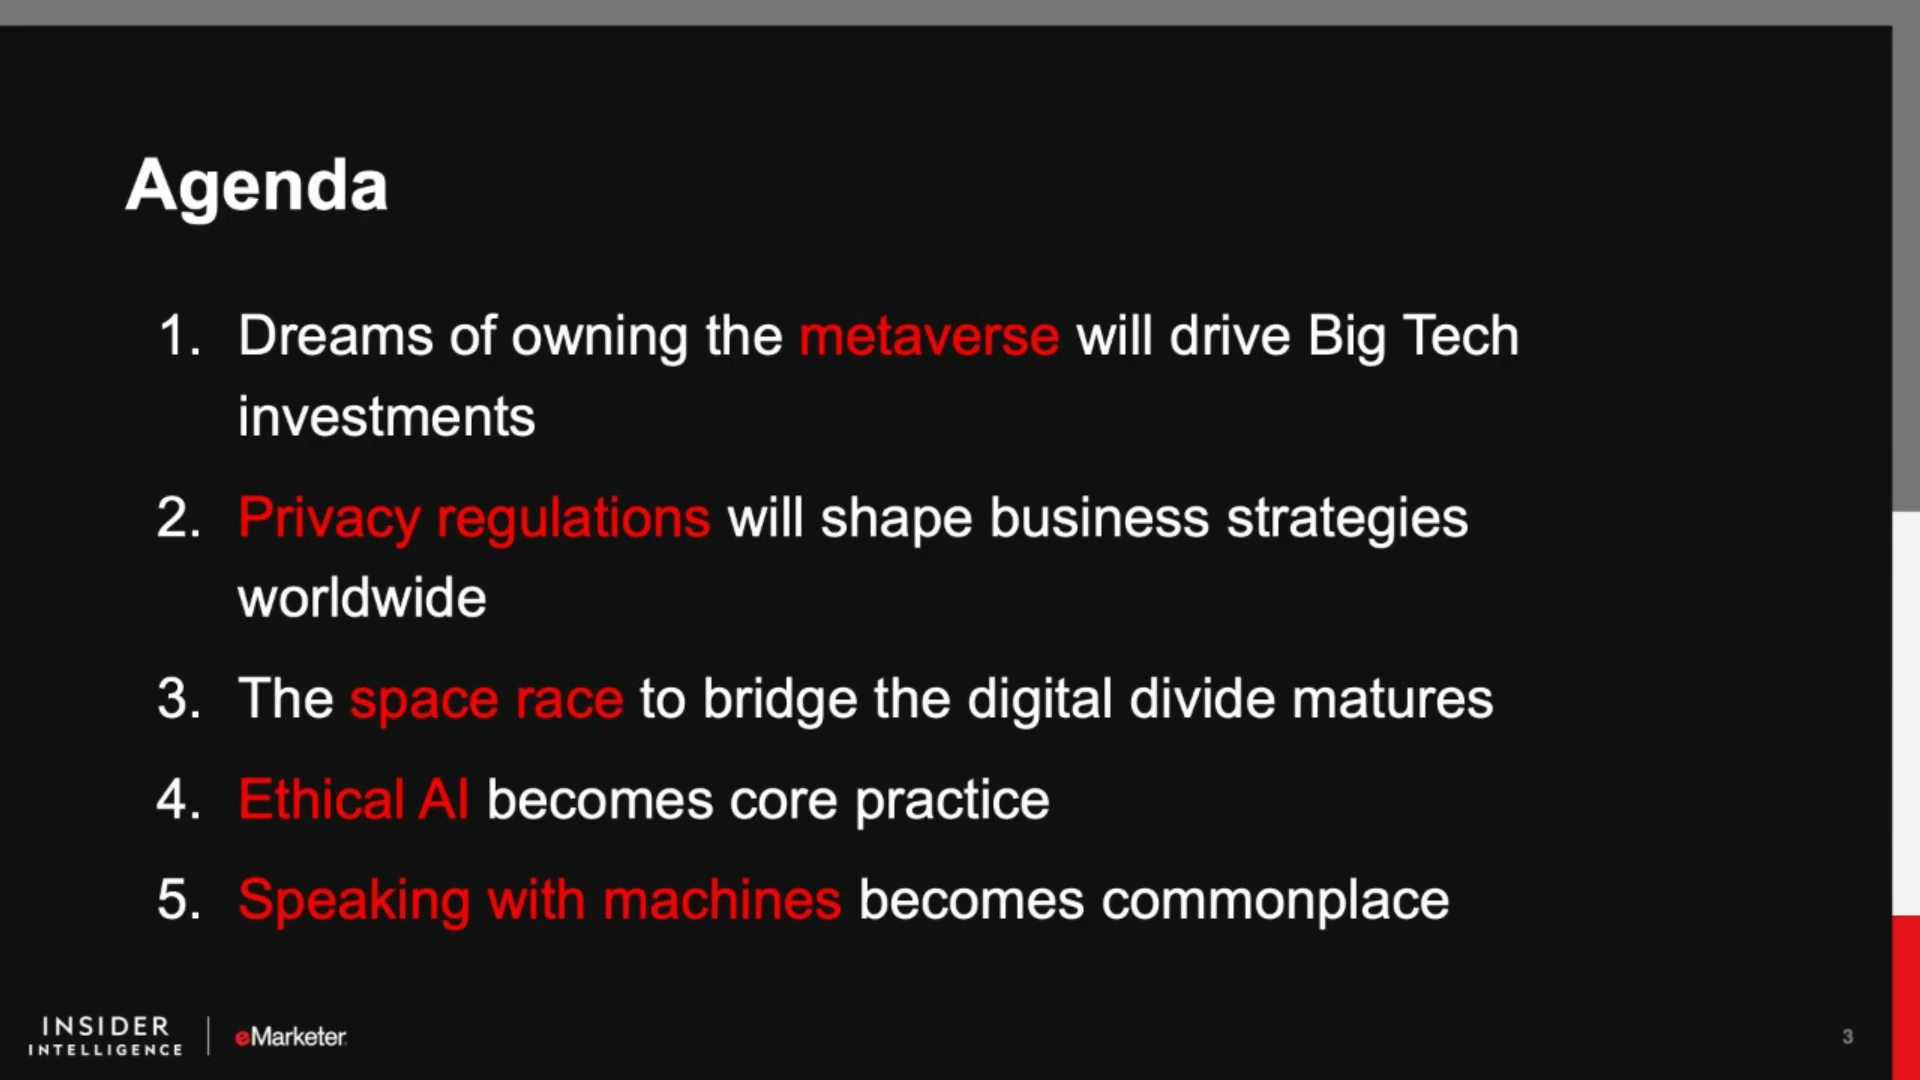 Agenda
1. Dreams of owning the metaverse will drive Big Tech
investments
2. Privacy regulations will shape business strategies
worldwide
3. The space race to bridge the digital divide matures
4. Ethical AI becomes core practice
5. Speaking with machines becomes commonplace
INSIDER
INTELLIGENCE
eMarketer
3